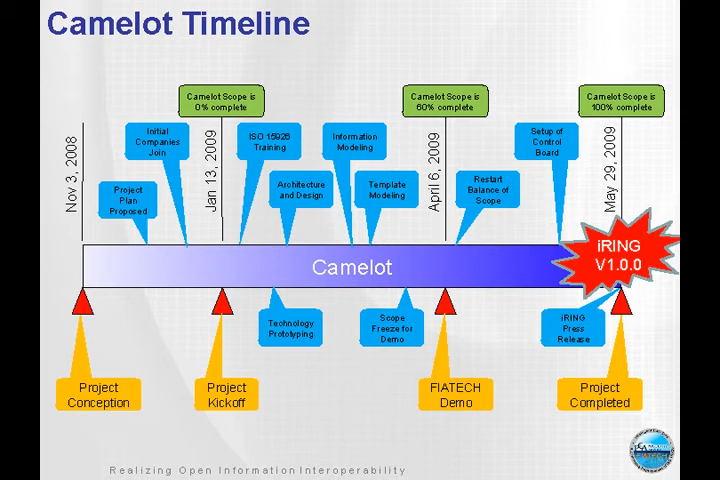 Camelot Timeline
Camelot Scope is
0% complete
Camelot Scope is
60% complete
Camelot Scope is
100% complete
Nov 3, 2008
Jan 13, 2009
April 6, 2009
May 29, 2009
Initial
Companies
Join
ISO 15926
Training
Information
Modeling
Setup of
Control
Board
Project
Plan
Proposed
Architecture
and Design
Template
Modeling
Restart
Balance of
Scope
Camelot
iRING
V1.0.0
Technology
Prototyping
Scope
Freeze for
Demo
iRING
Press
Release
Project
Conception
Project
Kickoff
FIATECH
Demo
Project
Completed
Realizing Open Information Interoperability